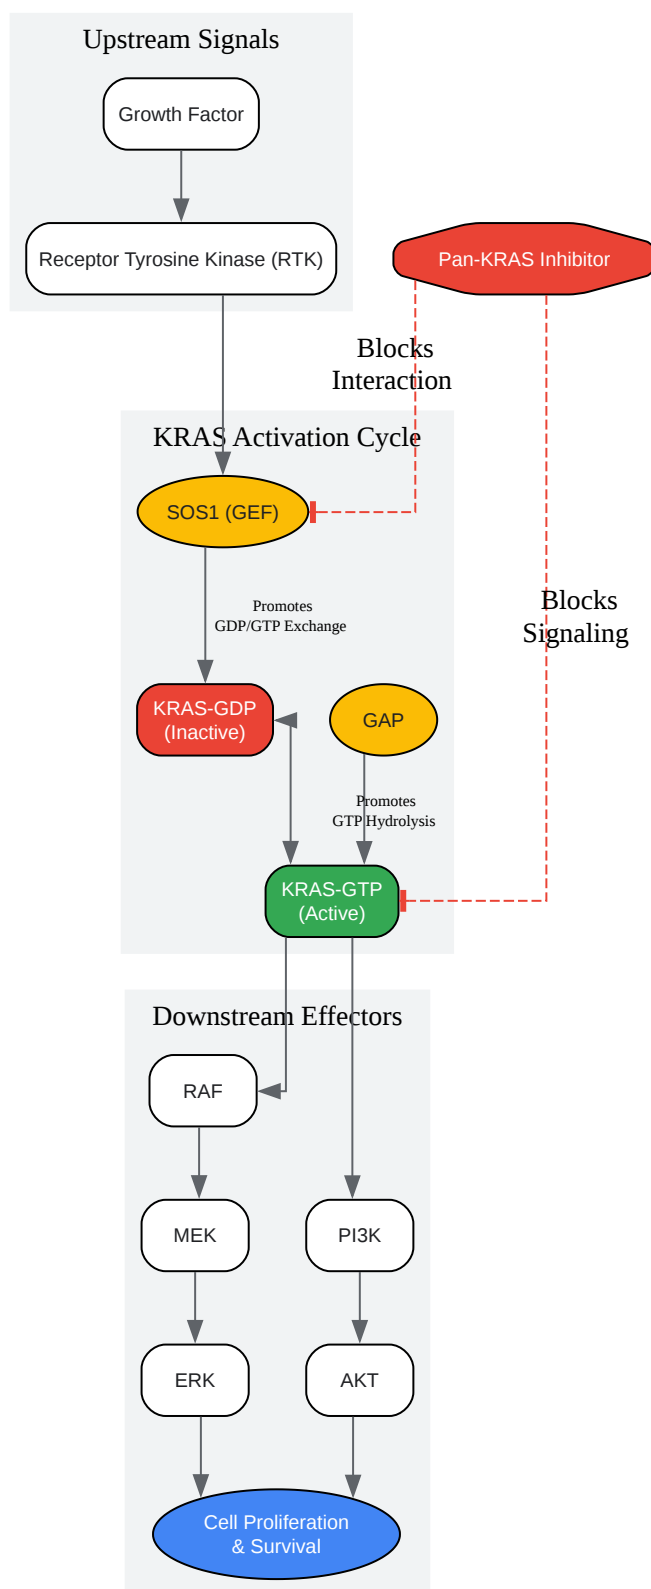 Upstream Signals
Growth Factor
Receptor Tyrosine Kinase (RTK)
Pan-KRAS Inhibitor
Blocks
Interaction
KRAS Activation Cycle
SOS1 (GEF)
Promotes
GDP/GTP Exchange
Blocks
Signaling
KRAS-GDP
(Inactive)
GAP
Promotes
GTP Hydrolysis
KRAS-GTP
(Active)
Downstream Effectors
RAF
MEK
PI3K
ERK
AKT
Cell Proliferation
& Survival